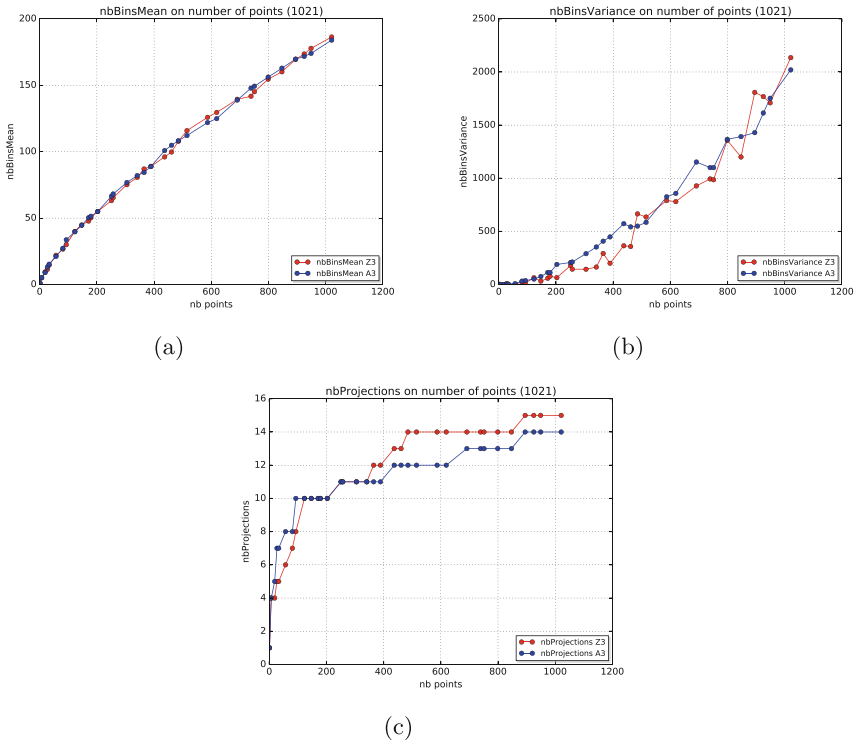 nbBinsMean on number of points (1021)
200
150
100
50
0
nbBinsMean
0 200 400 600 800 1000 1200
nb points
nbBinsMean Z3
nbBinsMean A3
(a)
nbBinsVariance on number of points (1021)
2500
2000
1500
1000
500
0
nbBinsVariance
0 200 400 600 800 1000 1200
nb points
nbBinsVariance Z3
nbBinsVariance A3
(b)
nbProjections on number of points (1021)
16
14
12
10
8
6
4
2
0
nbProjections
0 200 400 600 800 1000 1200
nb points
nbProjections Z3
nbProjections A3
(c)